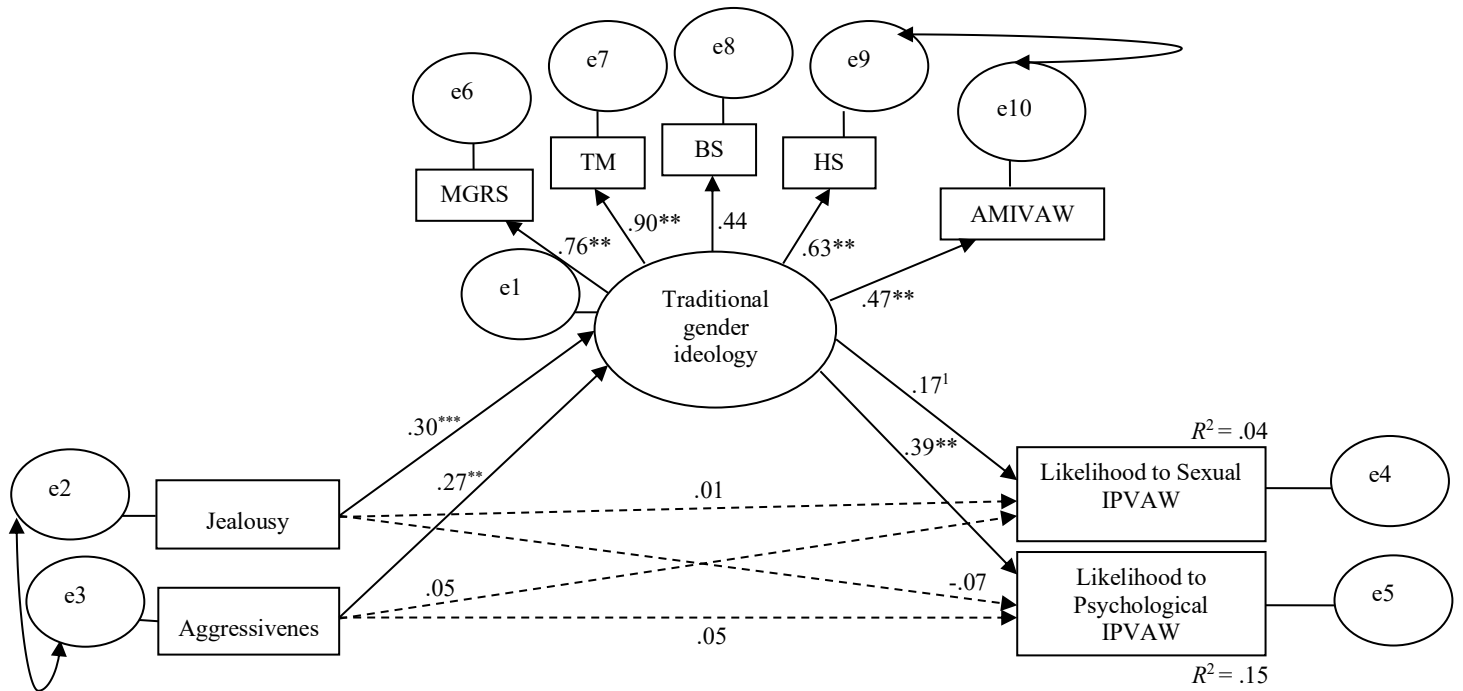 e6
e7
e8
e9
e10
MGRS
TM
BS
HS
AMIVAW
.76**
.90**
.44
.63**
.47**
e1
Traditional
gender
ideology
.30***
.27**
.17¹
.39**
R² = .04
e2
Jealousy
.01
Likelihood to Sexual
IPVAW
e4
e3
Aggressivenes
.05
-.07
.05
Likelihood to
Psychological
IPVAW
e5
R² = .15